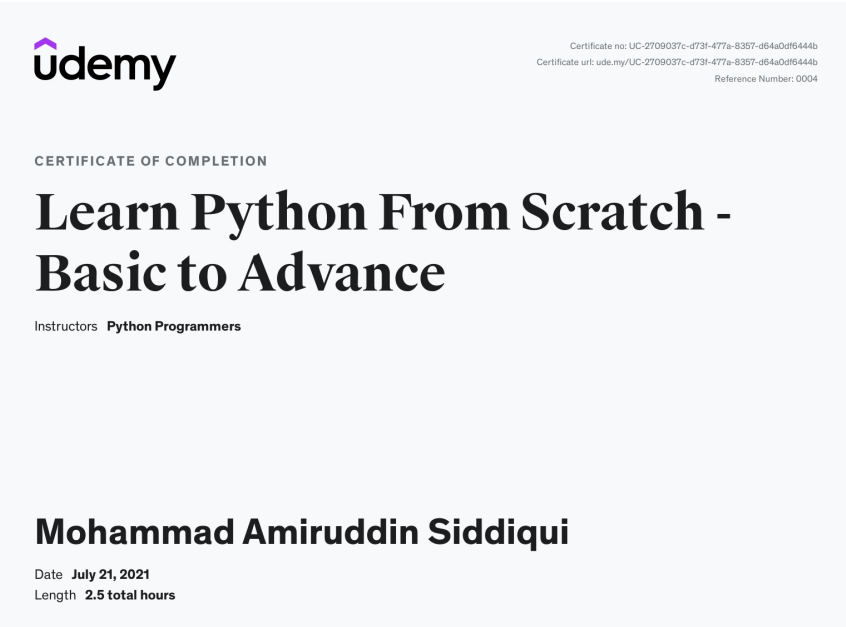 udemy
Certificate no: UC-2709037c-d73f-477a-8357-d64a0df6444b
Certificate url: ude.my/UC-2709037c-d73f-477a-8357-d64a0df6444b
Reference Number: 0004
CERTIFICATE OF COMPLETION
Learn Python From Scratch -
Basic to Advance
Instructors Python Programmers
Mohammad Amiruddin Siddiqui
Date July 21, 2021
Length 2.5 total hours